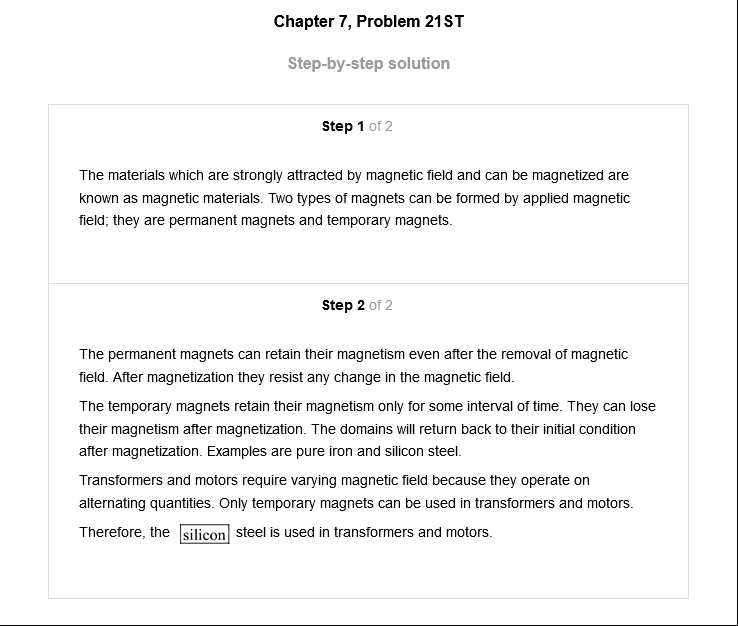 Chapter 7, Problem 21ST
Step-by-step solution
Step 1 of 2
The materials which are strongly attracted by magnetic field and can be magnetized are
known as magnetic materials. Two types of magnets can be formed by applied magnetic
field; they are permanent magnets and temporary magnets.
Step 2 of 2
The permanent magnets can retain their magnetism even after the removal of magnetic
field. After magnetization they resist any change in the magnetic field.
The temporary magnets retain their magnetism only for some interval of time. They can lose
their magnetism after magnetization. The domains will return back to their initial condition
after magnetization. Examples are pure iron and silicon steel.
Transformers and motors require varying magnetic field because they operate on
alternating quantities. Only temporary magnets can be used in transformers and motors.
Therefore, the silicon steel is used in transformers and motors.